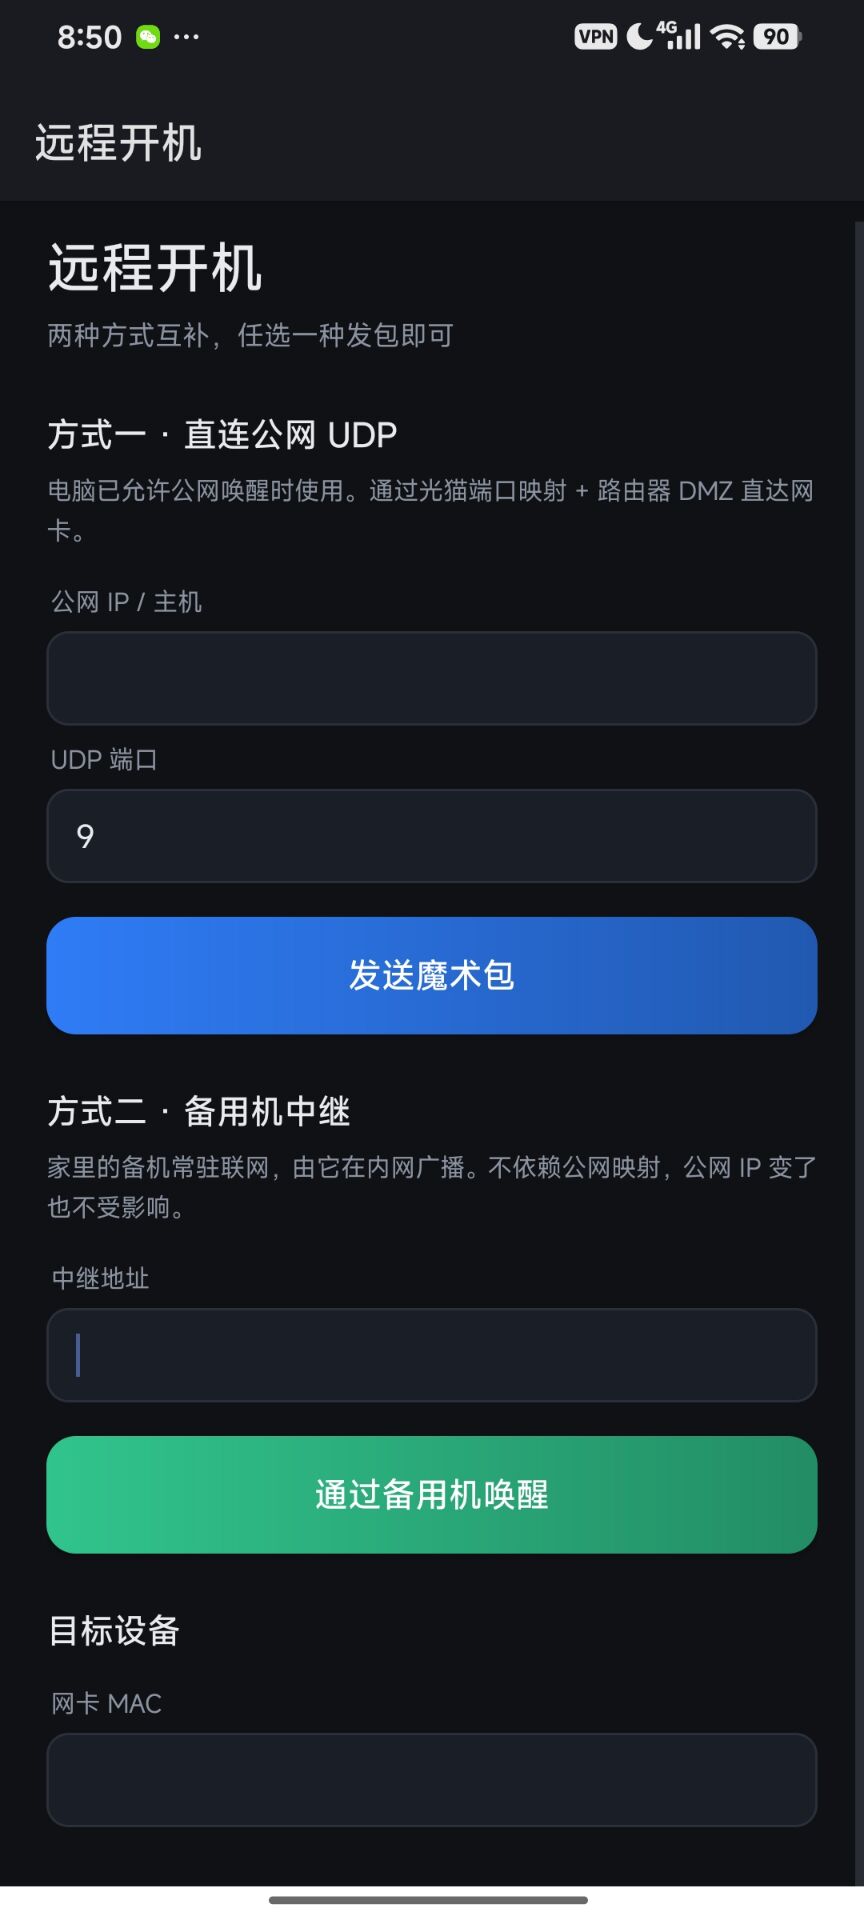 8:50 ... VPN 4G 90
远程开机
远程开机
两种方式互补，任选一种发包即可
方式一 · 直连公网 UDP
电脑已允许公网唤醒时使用。通过光猫端口映射 + 路由器 DMZ 直达网
卡。
公网 IP / 主机
UDP 端口
9
发送魔术包
方式二 · 备用机中继
家里的备机常驻联网，由它在内网广播。不依赖公网映射，公网 IP 变了
也不受影响。
中继地址
通过备用机唤醒
目标设备
网卡 MAC